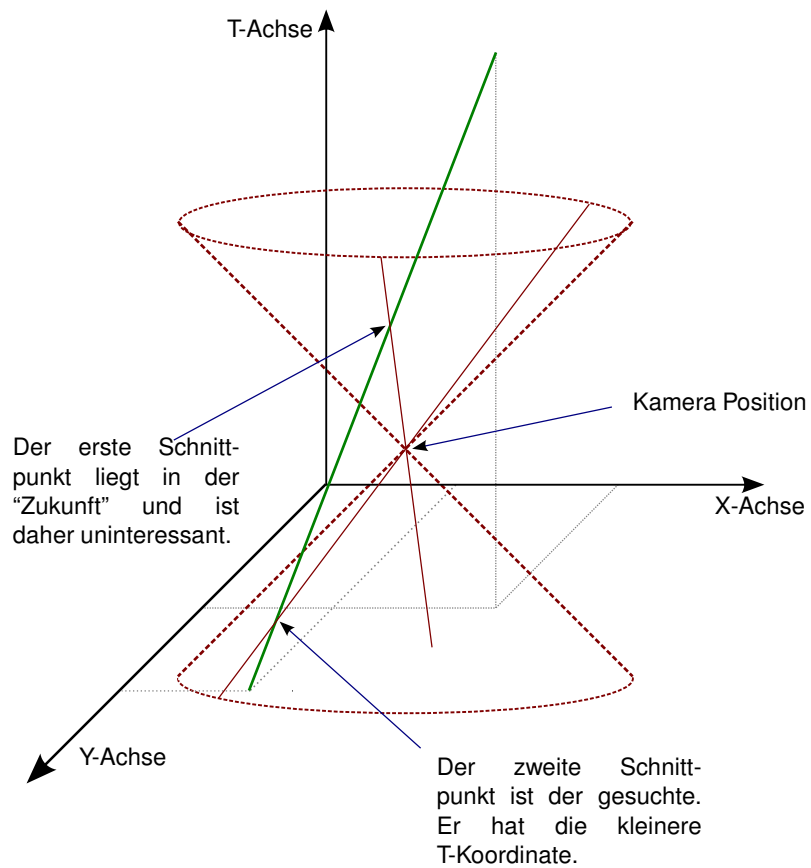 T-Achse
Kamera Position
Der erste Schnitt-
punkt liegt in der
“Zukunft” und ist
daher uninteressant.
X-Achse
Y-Achse
Der zweite Schnitt-
punkt ist der gesuchte.
Er hat die kleinere
T-Koordinate.